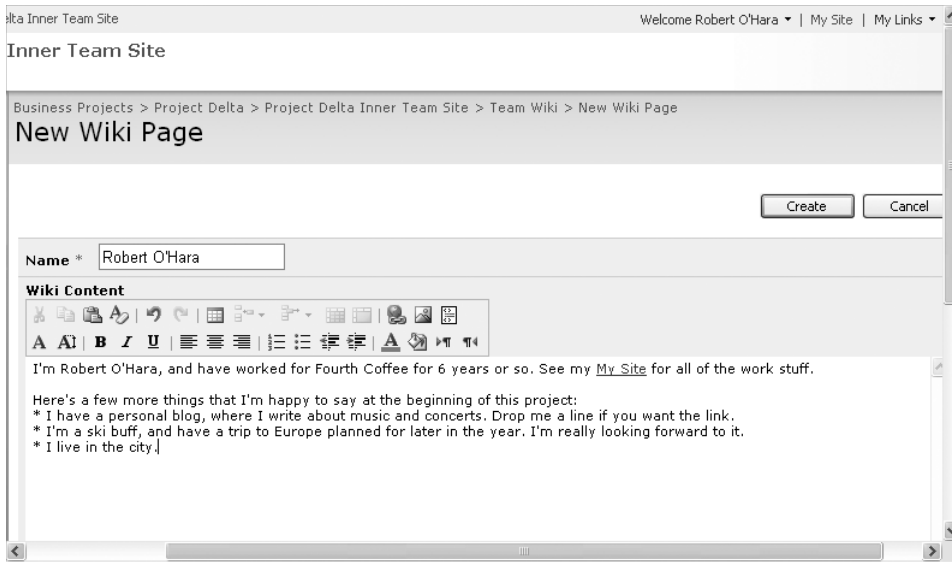 elta Inner Team Site
Welcome Robert O'Hara | My Site | My Links
Inner Team Site
Business Projects > Project Delta > Project Delta Inner Team Site > Team Wiki > New Wiki Page
New Wiki Page
Create Cancel
Name * Robert O'Hara
Wiki Content
A A B I U A
I'm Robert O'Hara, and have worked for Fourth Coffee for 6 years or so. See my My Site for all of the work stuff.
Here's a few more things that I'm happy to say at the beginning of this project:
* I have a personal blog, where I write about music and concerts. Drop me a line if you want the link.
* I'm a ski buff, and have a trip to Europe planned for later in the year. I'm really looking forward to it.
* I live in the city.